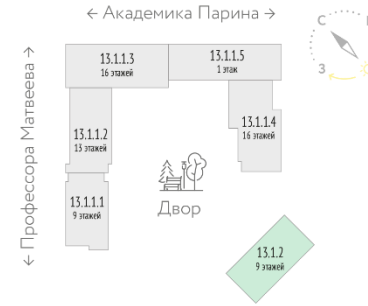 ← Академика Парина →
← Профессора Матвеева →
С
З
13.1.1.3
16 этажей
13.1.1.5
1 этаж
13.1.1.2
13 этажей
13.1.1.4
16 этажей
13.1.1.1
9 этажей
Двор
13.1.2
9 этажей